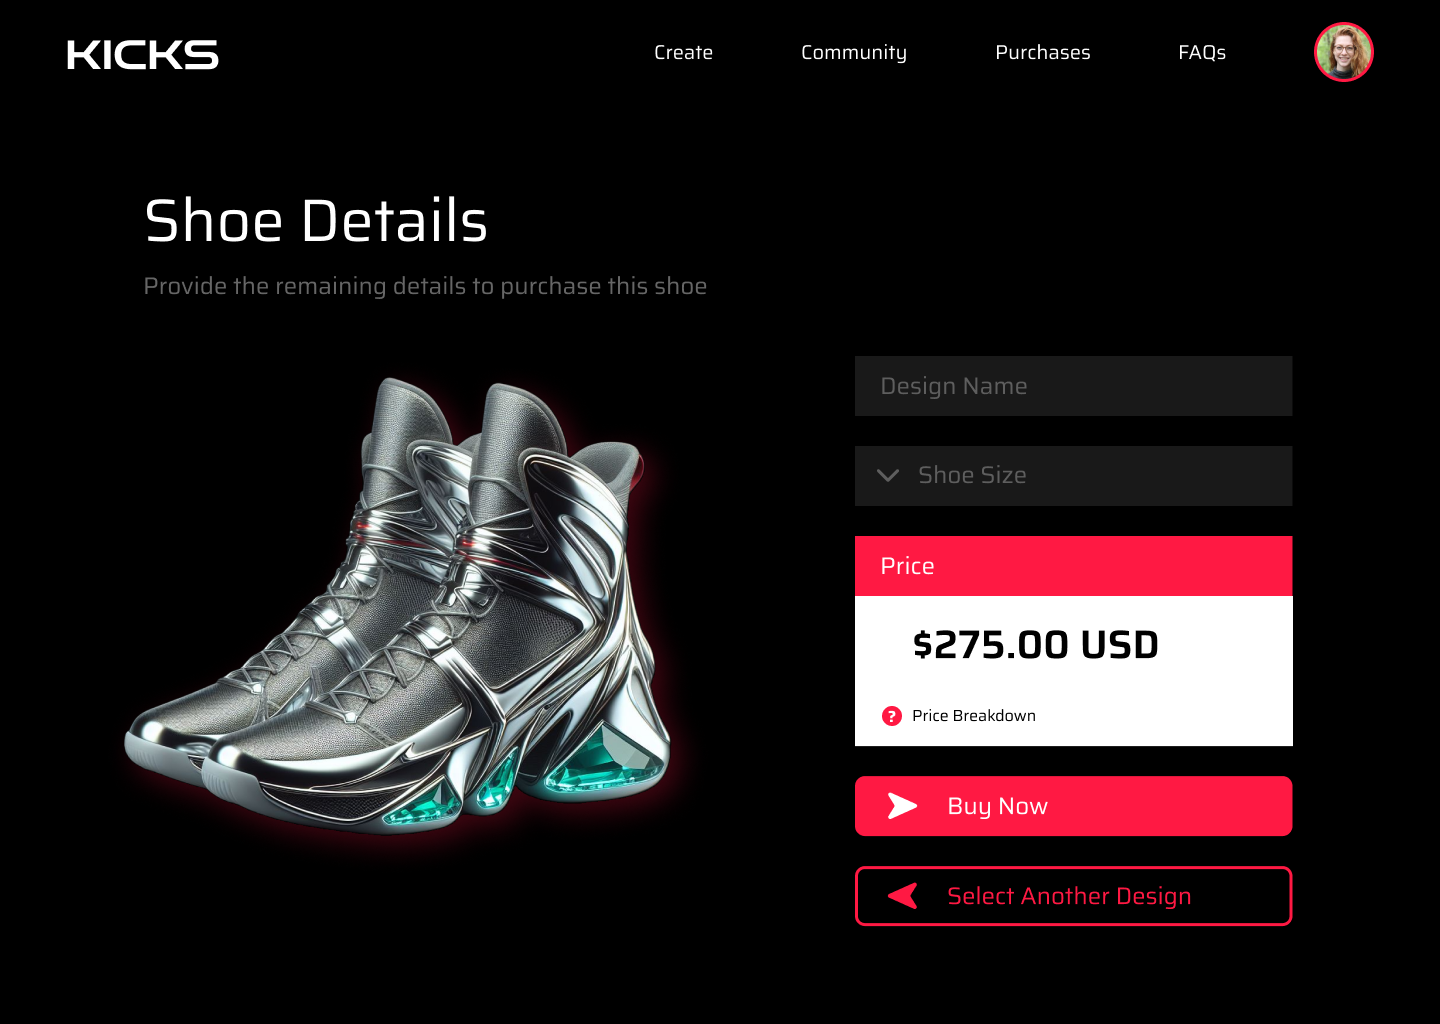 KICKS
Create
Community
Purchases
FAQs
Shoe Details
Provide the remaining details to purchase this shoe
Design Name
Shoe Size
Price
$275.00 USD
? Price Breakdown
Buy Now
Select Another Design